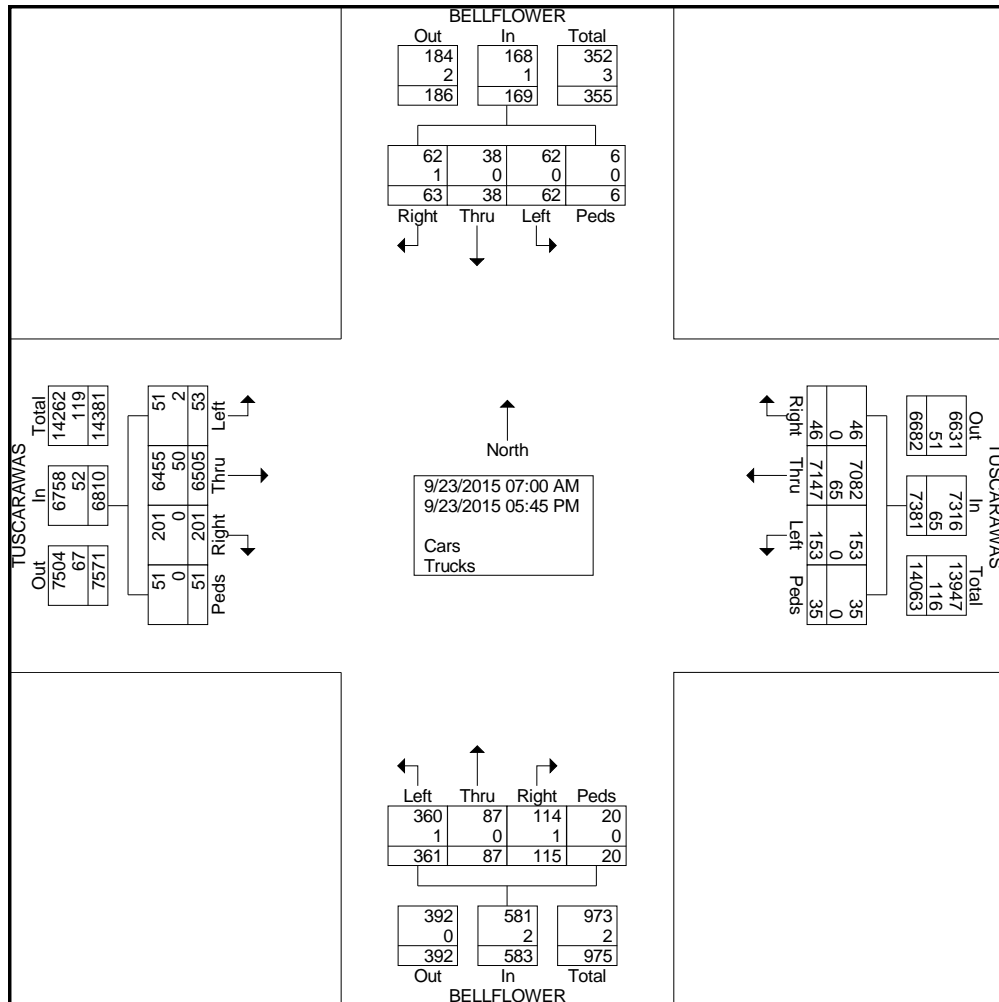 BELLFLOWER
Out In Total
184 168 352
2 1 3
186 169 355
62 38 62 6
1 0 0 0
63 38 62 6
Right Thru Left Peds
TUSCARAWAS
Total In Out
14262 6758 7504
119 52 67
14381 6810 7571
51 6455 201 51
2 50 0 0
53 6505 201 51
Left Thru Right Peds
North
9/23/2015 07:00 AM
9/23/2015 05:45 PM
Cars
Trucks
TUSCARAWAS
Out In Total
6631 7316 13947
51 65 116
6682 7381 14063
46 7082 153 35
0 65 0 0
46 7147 153 35
Right Thru Left Peds
Left Thru Right Peds
360 87 114 20
1 0 1 0
361 87 115 20
392 581 973
0 2 2
392 583 975
Out In Total
BELLFLOWER